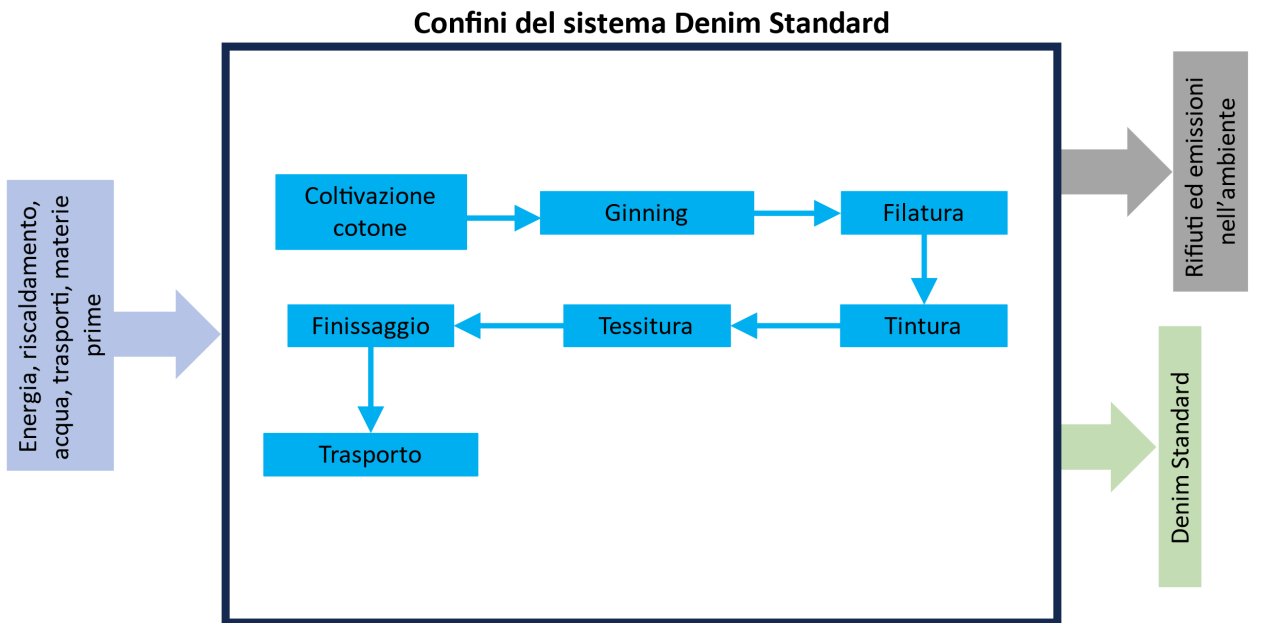 Confini del sistema Denim Standard
Energia, riscaldamento,
acqua, trasporti, materie
prime
Coltivazione
cotone
Ginning
Filatura
Finissaggio
Tessitura
Tintura
Trasporto
Rifiuti ed emissioni
nell'ambiente
Denim Standard